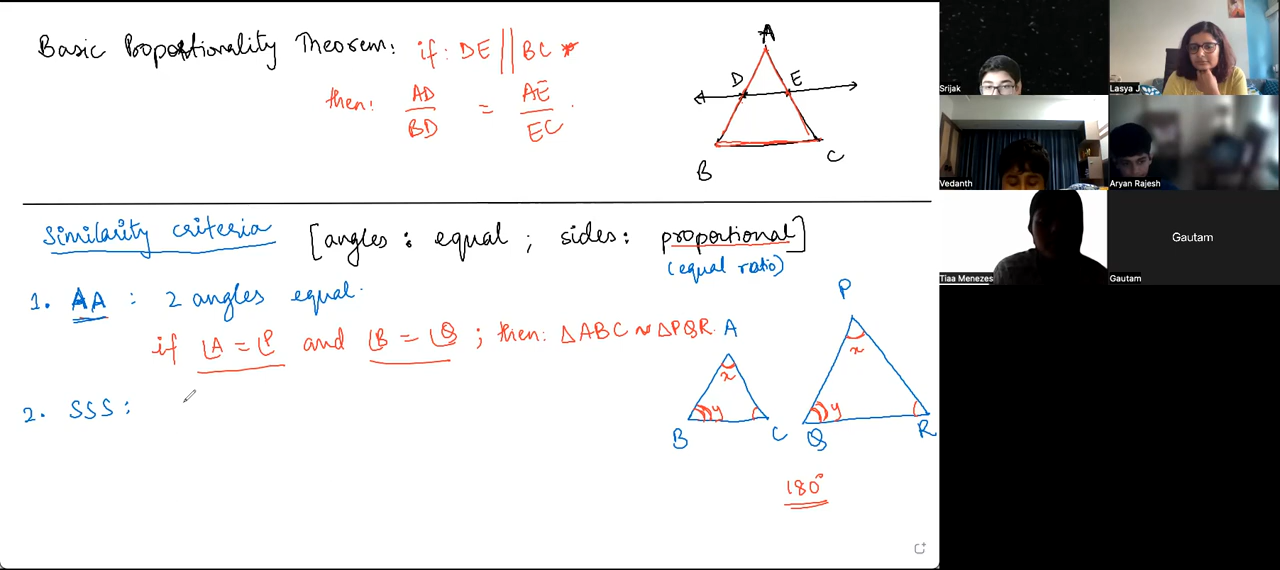 Basic Proportionality Theorem: if: DE || BC *
then: AD/BD = AE/EC.
A
D E
B C
Similarity criteria [angles: equal; sides: proportional]
(equal ratio)
1. AA : 2 angles equal.
if ∠A = ∠P and ∠B = ∠Q ; then: △ABC ~ △PQR.
A
x
y
B C
P
x
y
Q R
180°
2. SSS:
Srijak
Lasya J
Vedanth
Aryan Rajesh
Tiaa Menezes
Gautam
Gautam